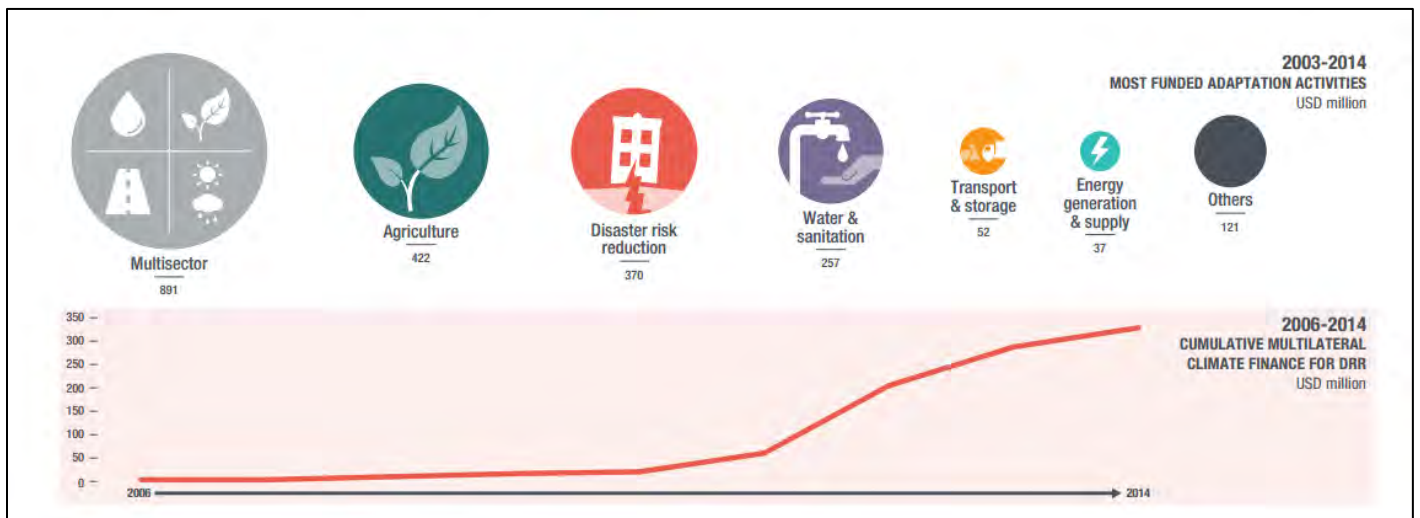 2003-2014
MOST FUNDED ADAPTATION ACTIVITIES
USD million
Multisector
891
Agriculture
422
Disaster risk
reduction
370
Water &
sanitation
257
Transport
& storage
52
Energy
generation
& supply
37
Others
121
2006-2014
CUMULATIVE MULTILATERAL
CLIMATE FINANCE FOR DRR
USD million
350
300
250
200
150
100
50
0
2006
2014